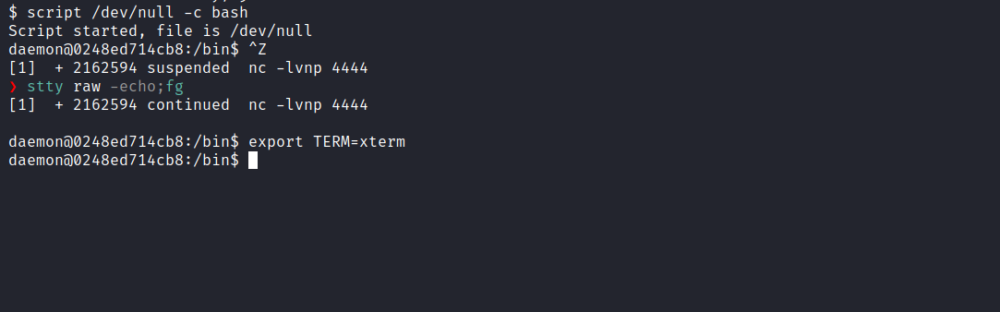 $ script /dev/null -c bash
Script started, file is /dev/null
daemon@0248ed714cb8:/bin$ ^Z
[1]  + 2162594 suspended  nc -lvnp 4444
❯ stty raw -echo;fg
[1]  + 2162594 continued  nc -lvnp 4444
daemon@0248ed714cb8:/bin$ export TERM=xterm
daemon@0248ed714cb8:/bin$